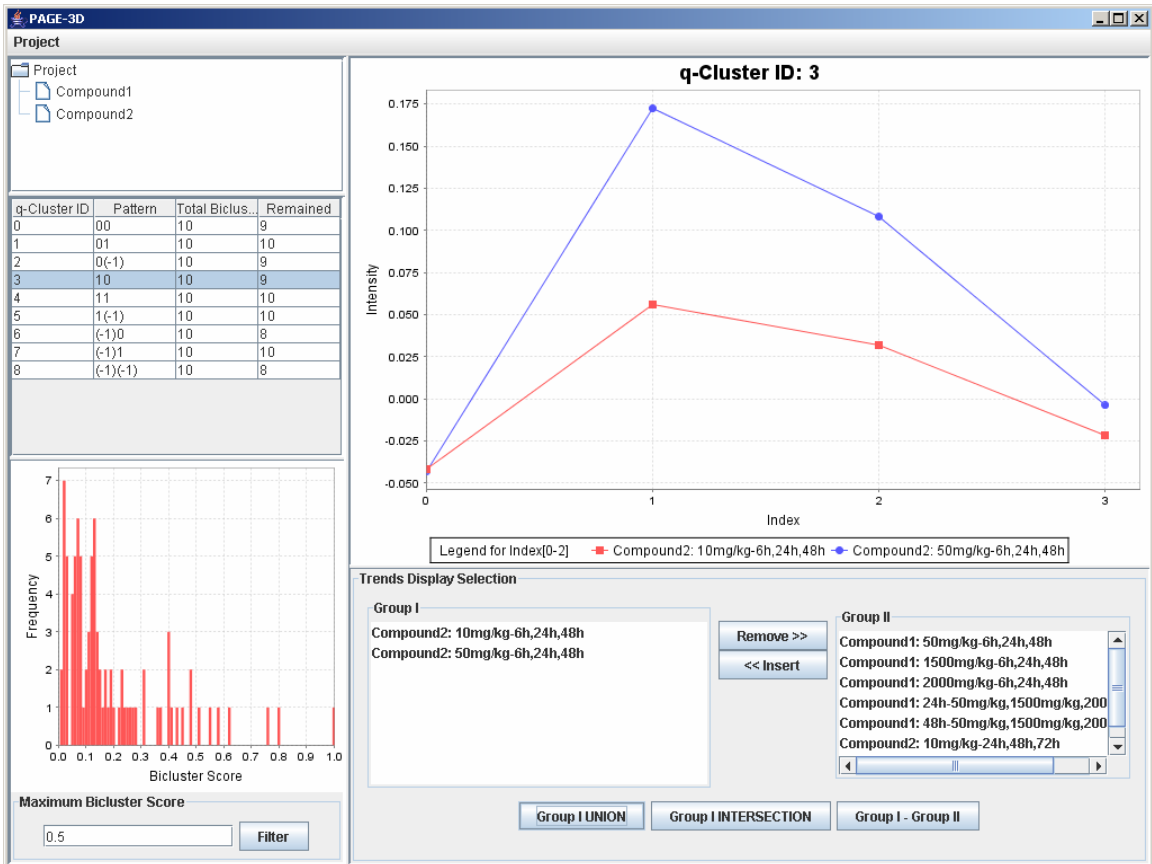 PAGE-3D
Project
Project
Compound1
Compound2
q-Cluster ID Pattern Total Biclus... Remained
0 00 10 9
1 01 10 10
2 0(-1) 10 9
3 10 10 9
4 11 10 10
5 1(-1) 10 10
6 (-1)0 10 8
7 (-1)1 10 10
8 (-1)(-1) 10 8
Frequency
7
6
5
4
3
2
1
0
0.0 0.1 0.2 0.3 0.4 0.5 0.6 0.7 0.8 0.9 1.0
Bicluster Score
Maximum Bicluster Score
0.5 Filter
q-Cluster ID: 3
Intensity
0.175
0.150
0.125
0.100
0.075
0.050
0.025
0.000
-0.025
-0.050
0 1 2 3
Index
Legend for Index[0-2] Compound2: 10mg/kg-6h,24h,48h Compound2: 50mg/kg-6h,24h,48h
Trends Display Selection
Group I
Compound2: 10mg/kg-6h,24h,48h
Compound2: 50mg/kg-6h,24h,48h
Remove >>
<< Insert
Group II
Compound1: 50mg/kg-6h,24h,48h
Compound1: 1500mg/kg-6h,24h,48h
Compound1: 2000mg/kg-6h,24h,48h
Compound1: 24h-50mg/kg,1500mg/kg,200
Compound1: 48h-50mg/kg,1500mg/kg,200
Compound2: 10mg/kg-24h,48h,72h
Group I UNION Group I INTERSECTION Group I - Group II